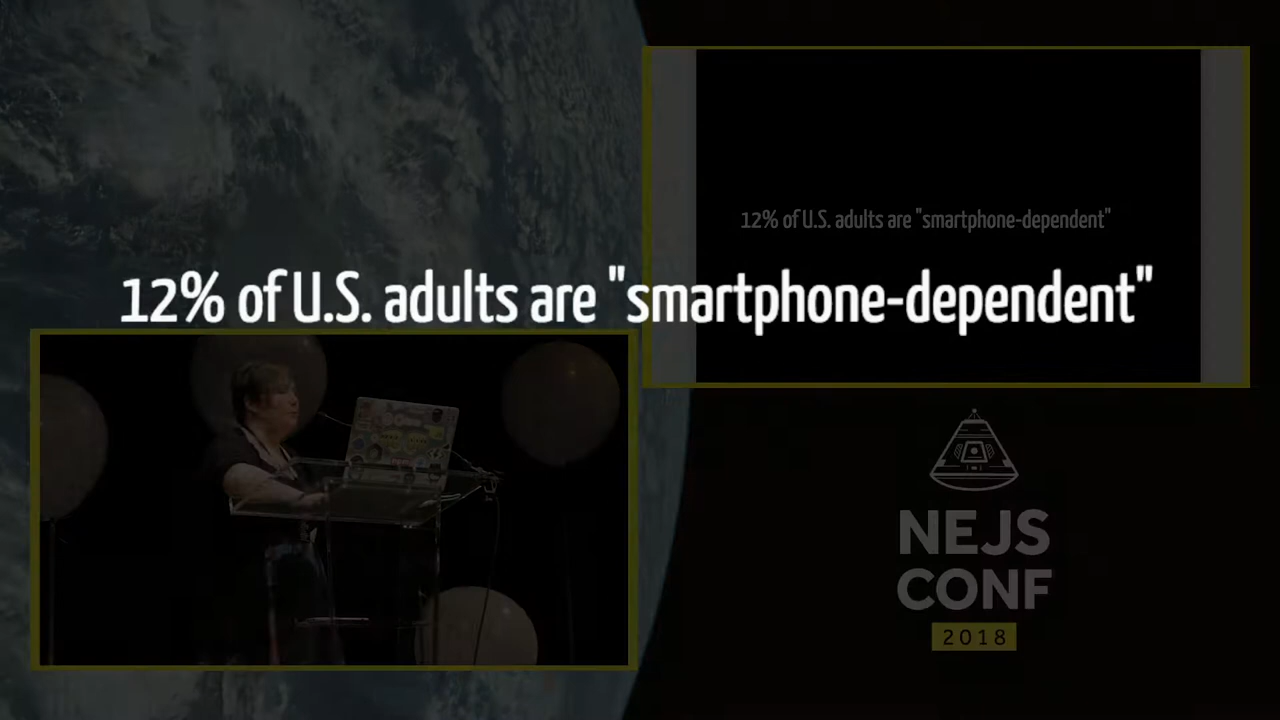 12% of U.S. adults are "smartphone-dependent"
12% of U.S. adults are "smartphone-dependent"
NEJS
CONF
2018